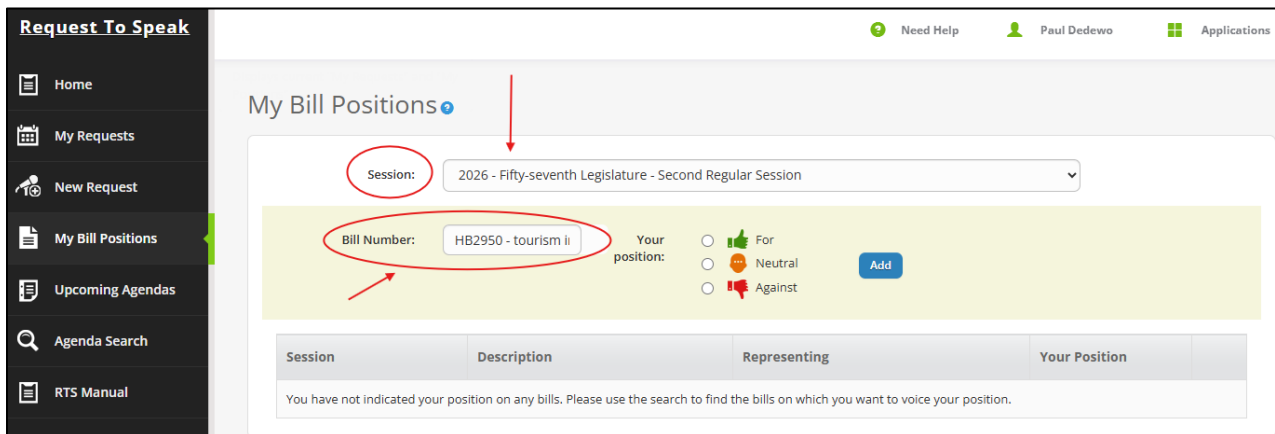 Request To Speak
Need Help
Paul Dedewo
Applications
Home
My Requests
New Request
My Bill Positions
Upcoming Agendas
Agenda Search
RTS Manual
My Bill Positions
Session:
2026 - Fifty-seventh Legislature - Second Regular Session
Bill Number:
HB2950 - tourism
Your
position:
For
Neutral
Against
Add
Session Description Representing Your Position
You have not indicated your position on any bills. Please use the search to find the bills on which you want to voice your position.